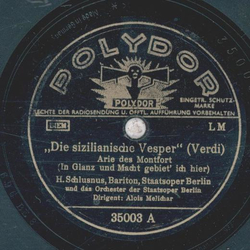 POLYDOR
POLYDOR
EINGETR. SCHUTZ-
MARKE
RECHTE DER RADIOSENDUNG U. ÖFFTL. AUFFÜHRUNG VORBEHALTEN
BIEM
L M
„Die sizilianische Vesper" (Verdi)
Arie des Montfort
(In Glanz und Macht gebiet' ich hier)
H. Schlusnus, Bariton, Staatsoper Berlin
und das Orchester der Staatsoper Berlin
Dirigent: Alois Melichar
35003 A